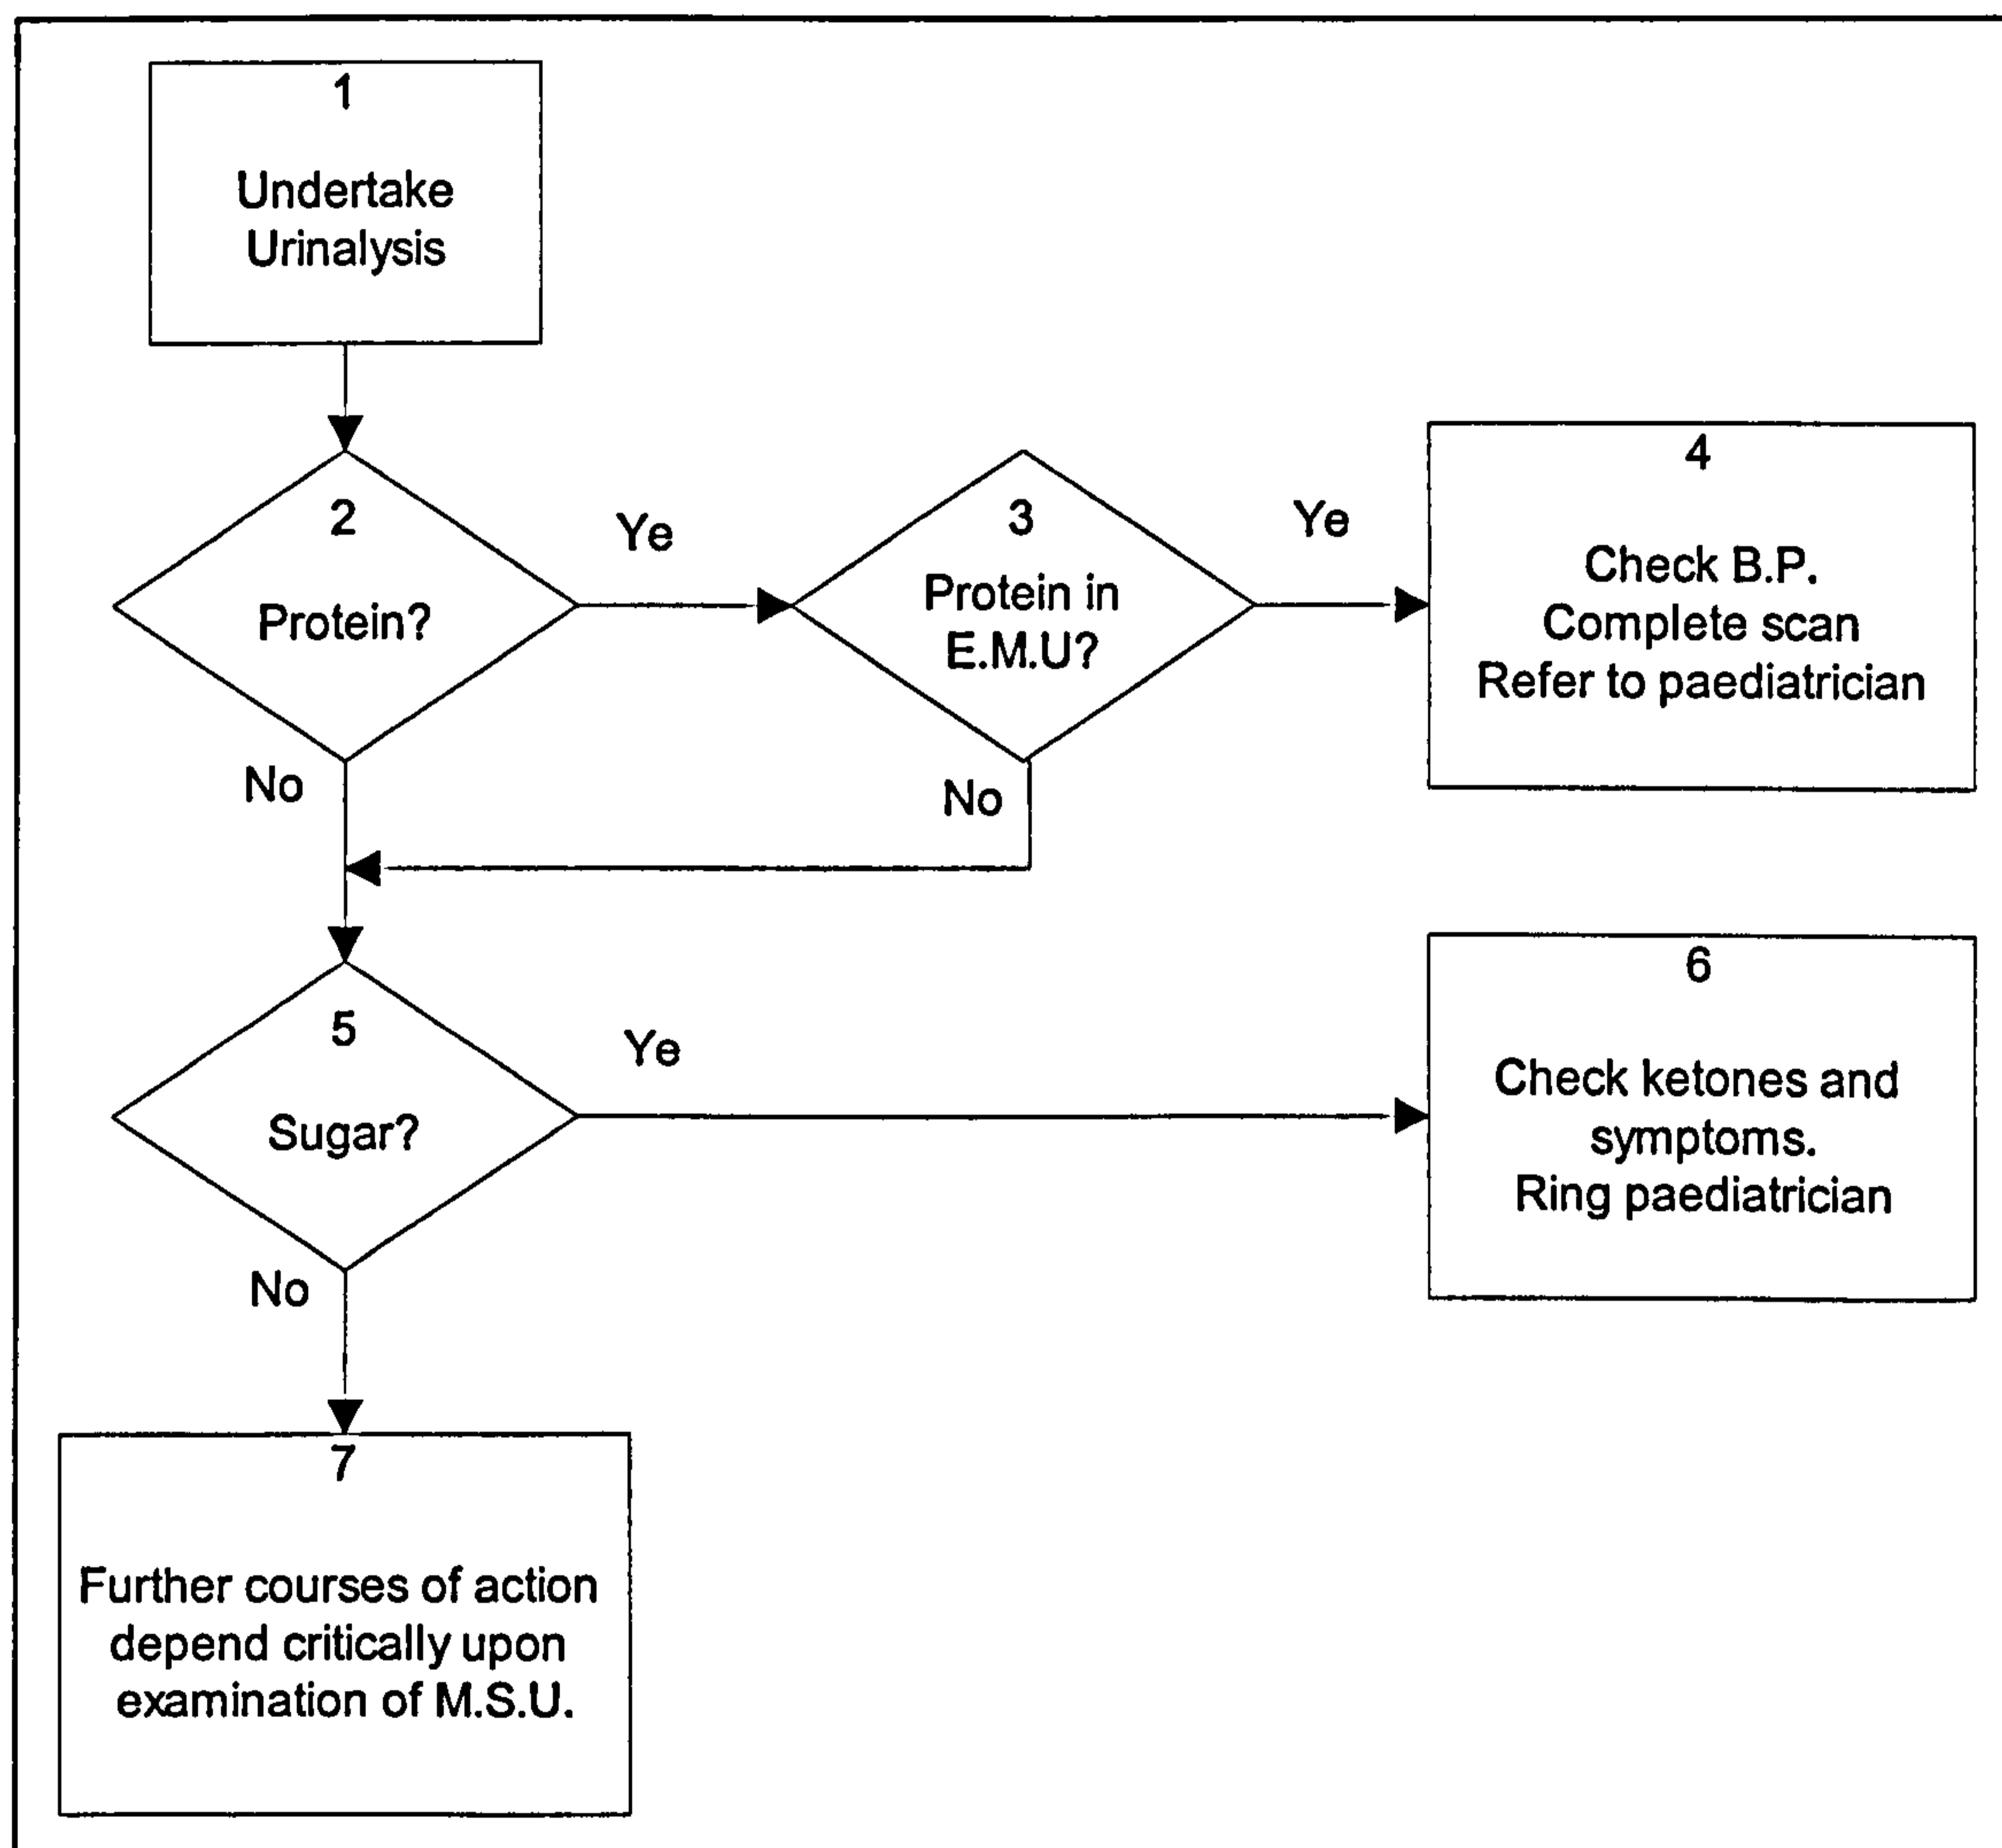 1
Undertake
Urinalysis
2
Protein?
Ye
3
Protein in
E.M.U?
Ye
4
Check B.P.
Complete scan
Refer to paediatrician
No
No
5
Sugar?
Ye
6
Check ketones and
symptoms.
Ring paediatrician
No
7
Further courses of action
depend critically upon
examination of M.S.U.